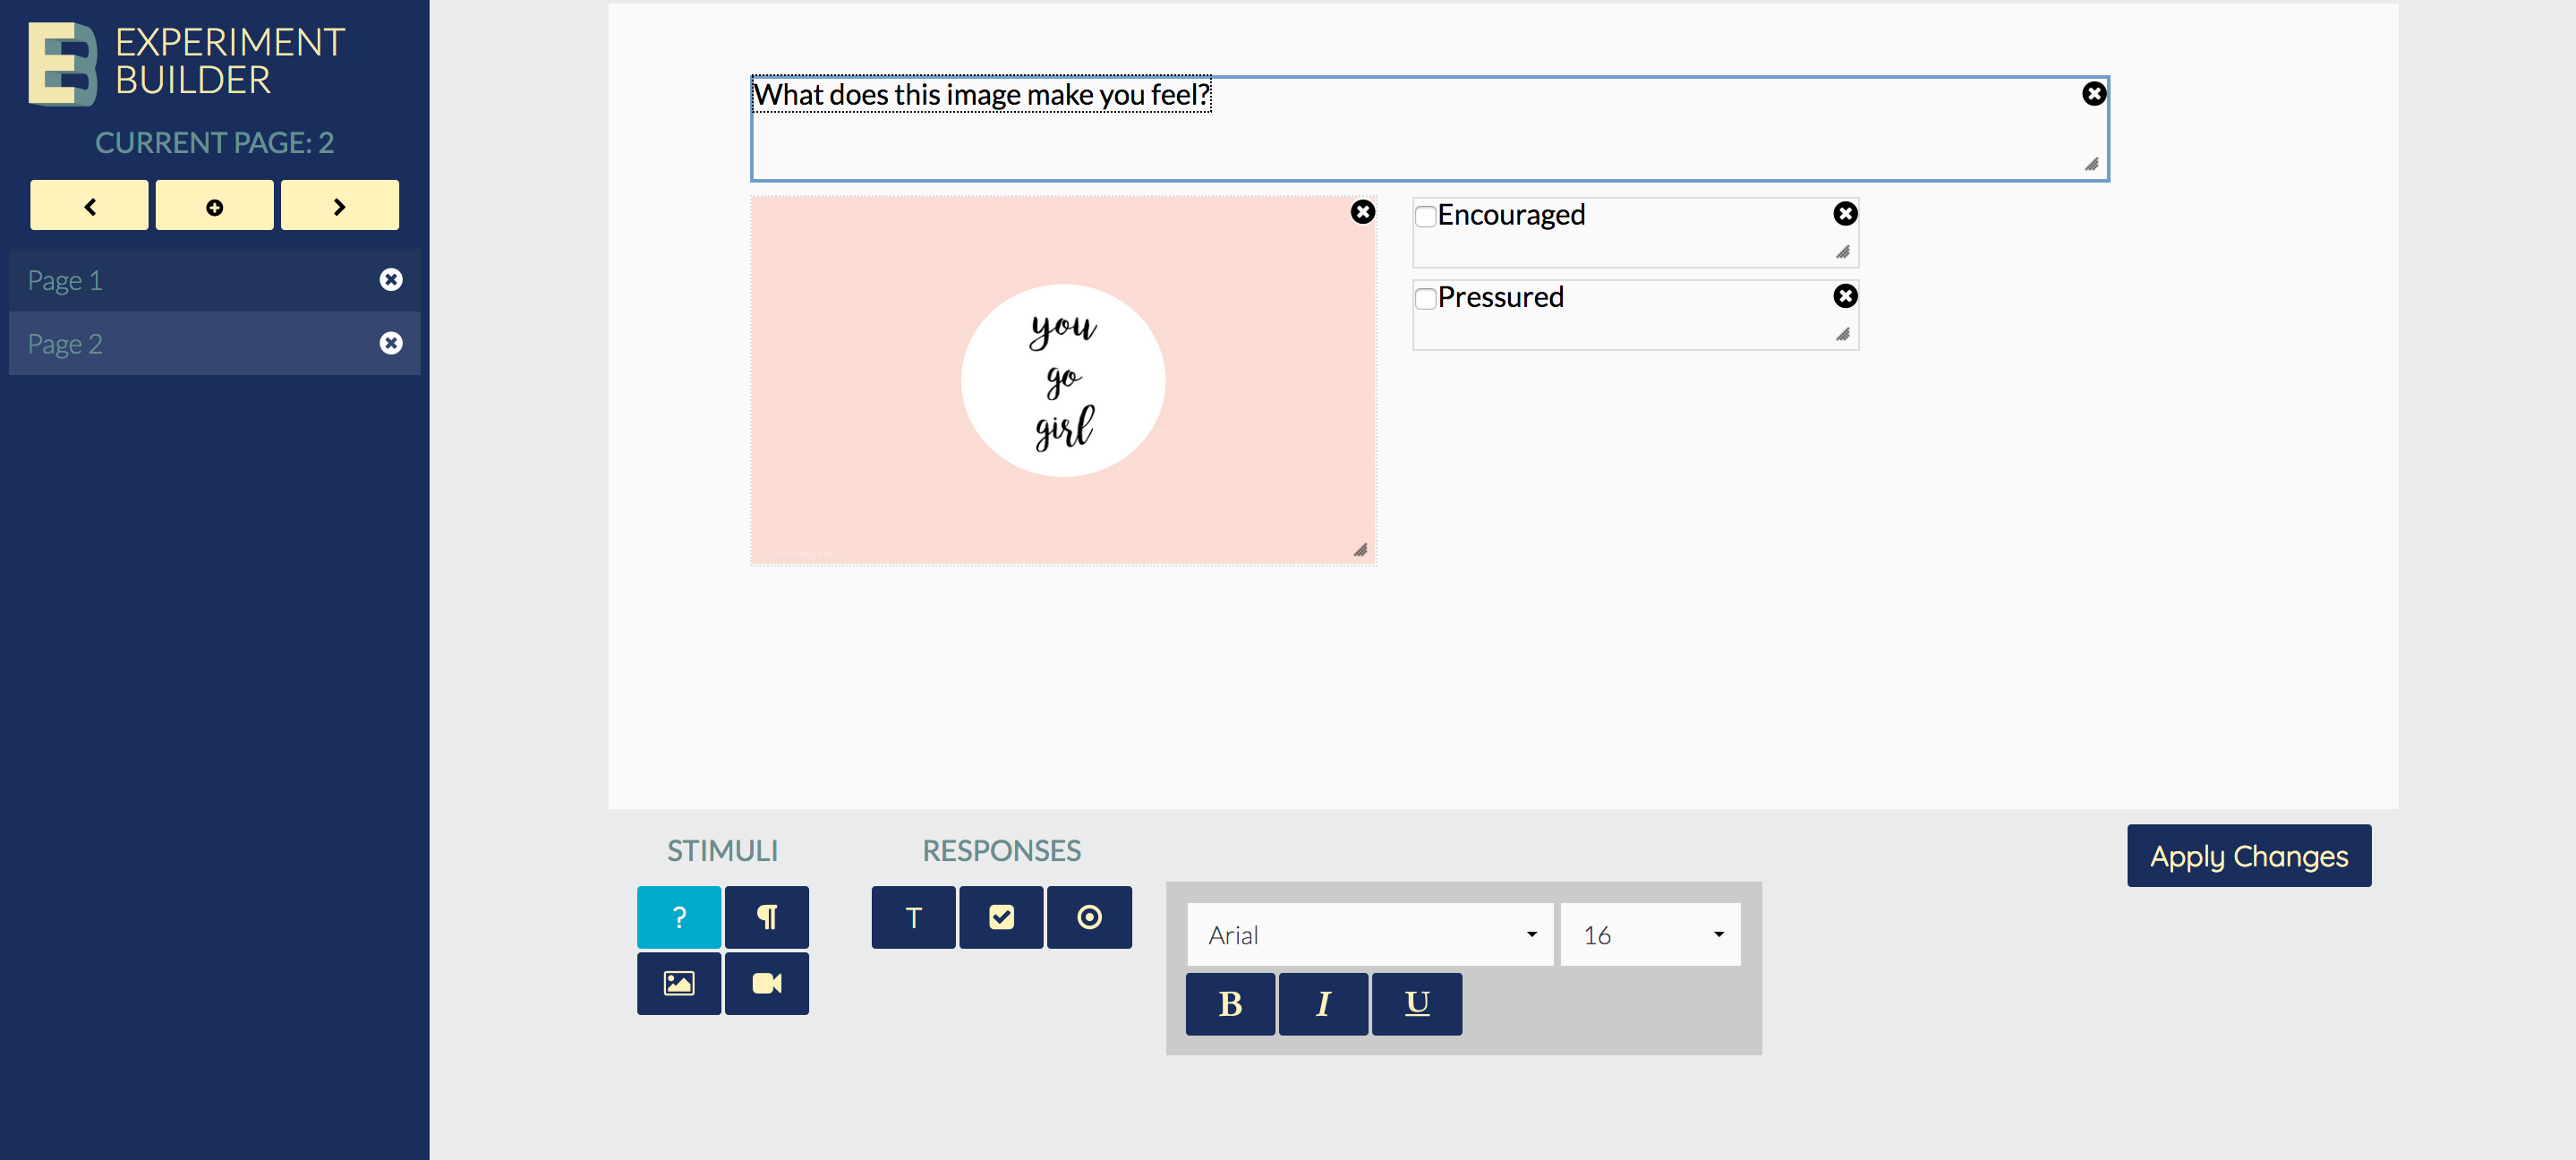 EXPERIMENT
BUILDER
CURRENT PAGE: 2
Page 1
Page 2
What does this image make you feel?
you
go
girl
Encouraged
Pressured
STIMULI
RESPONSES
Apply Changes
?
¶
T
Arial
16
B
I
U